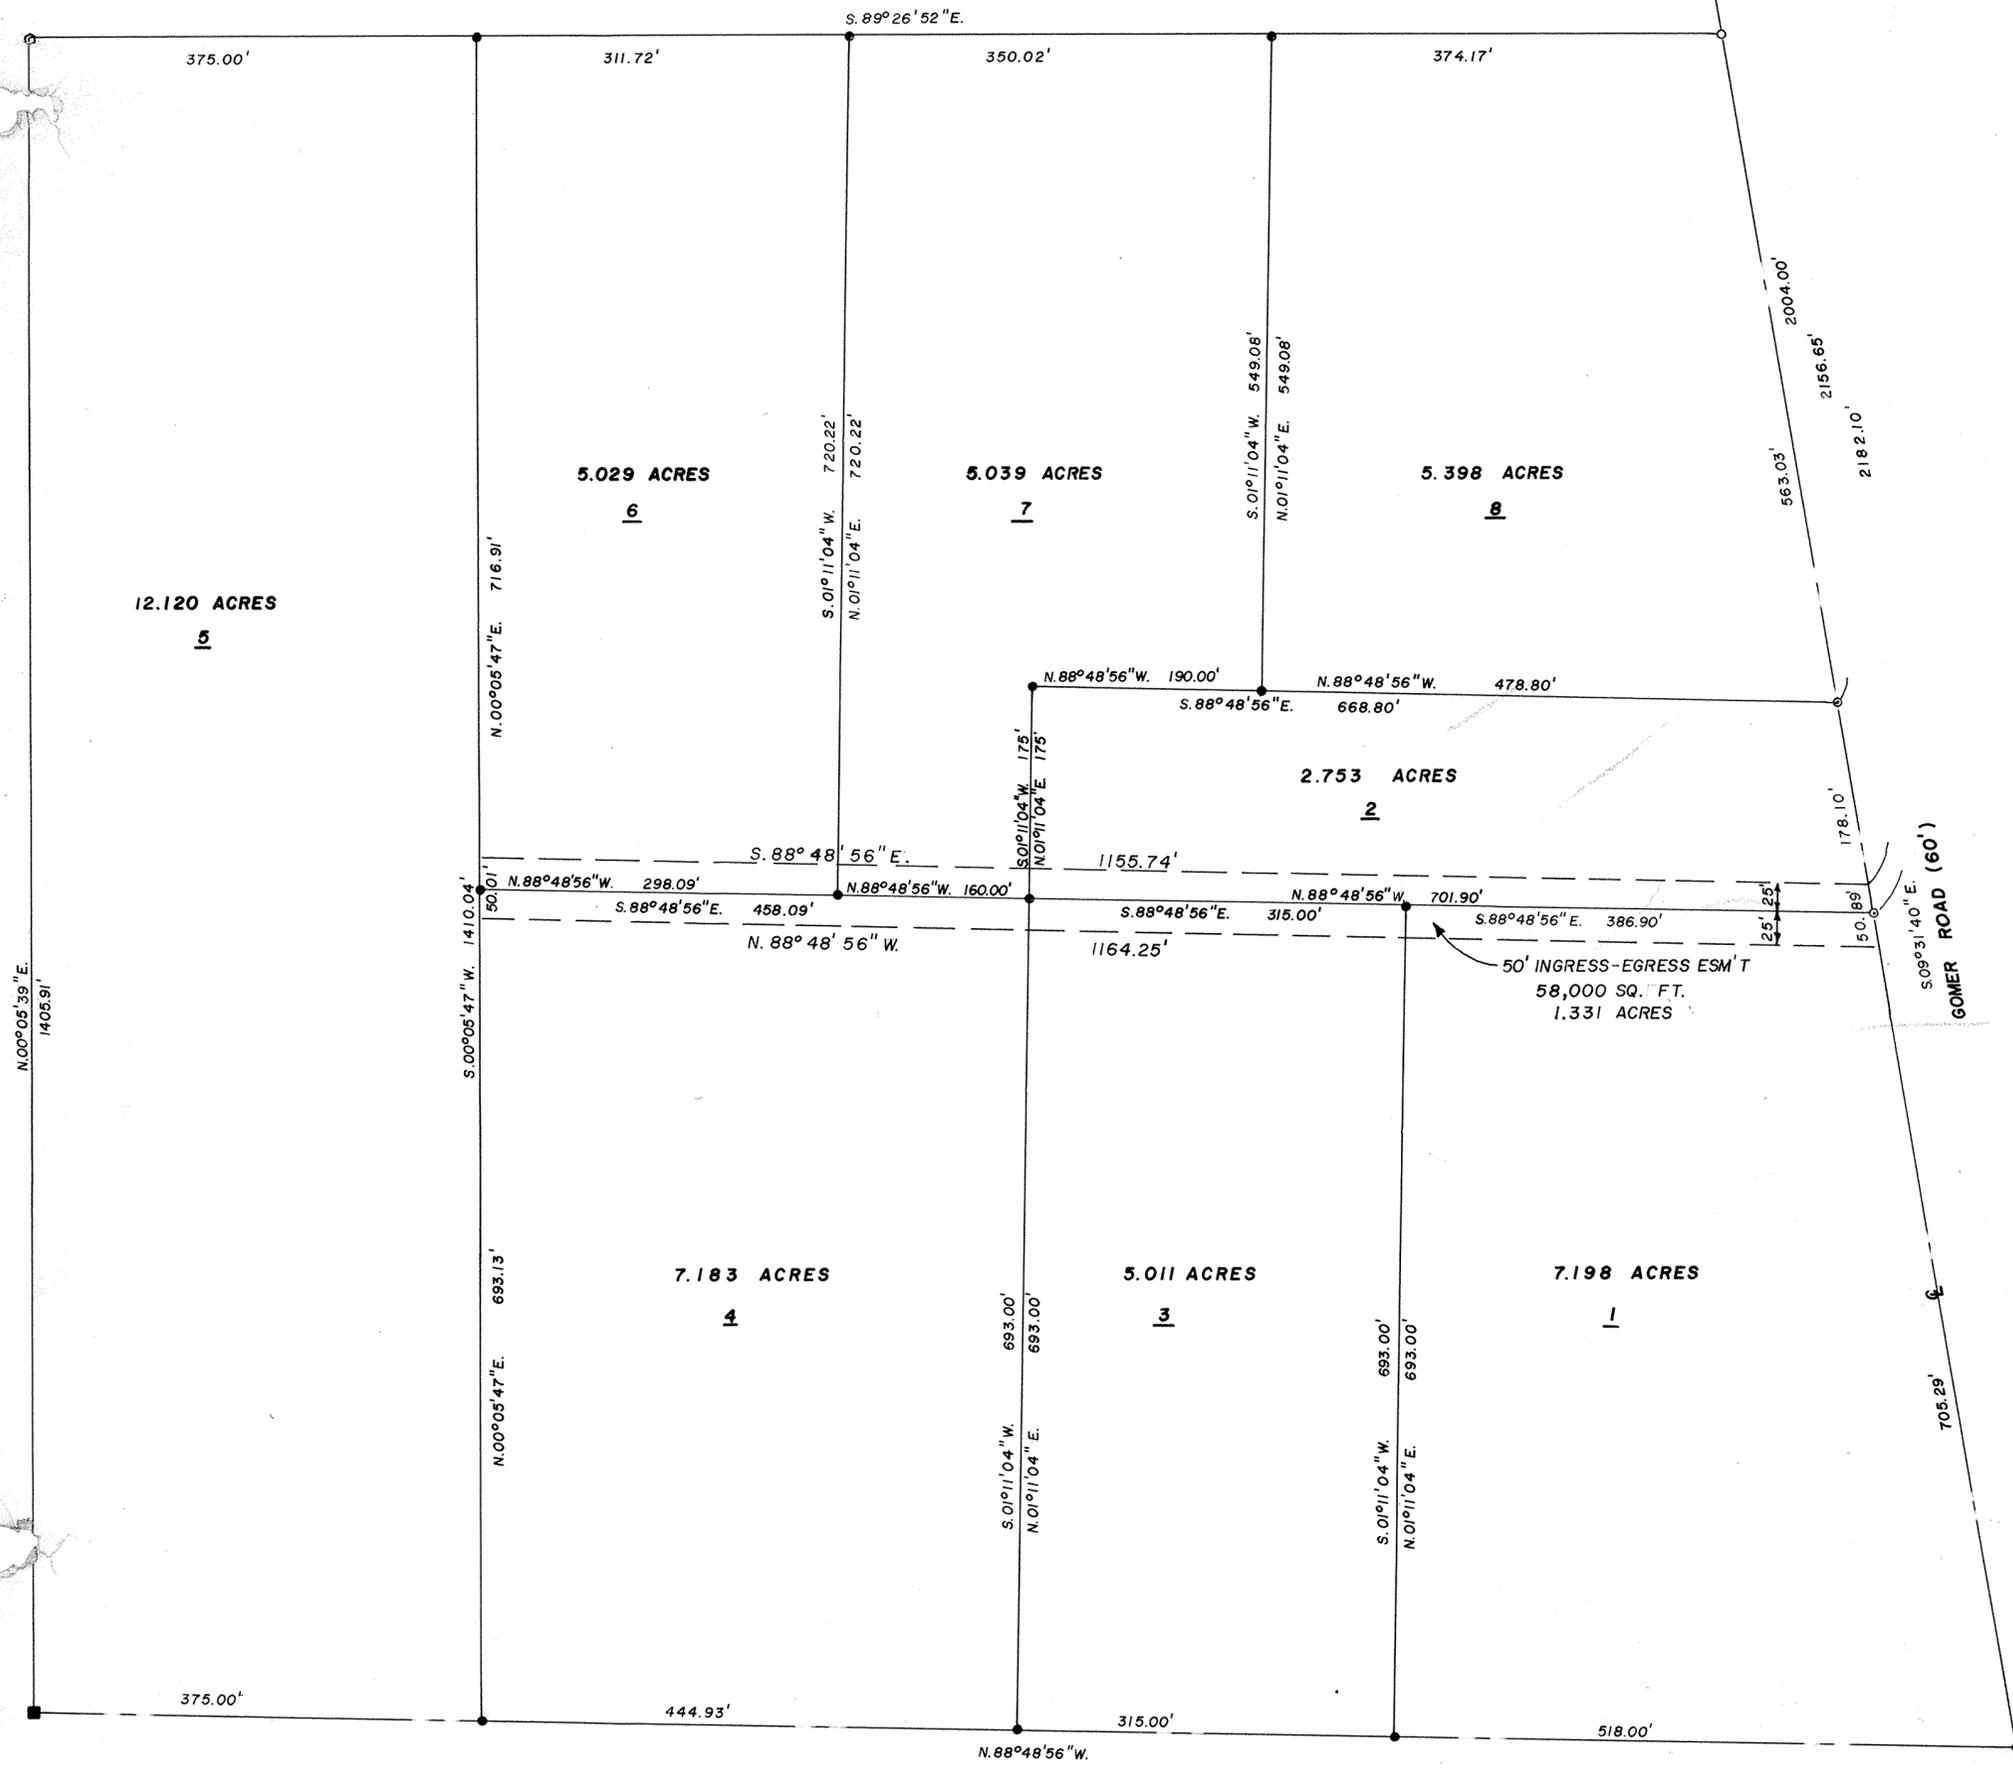 S. 89° 26' 52" E.
375.00'
311.72'
350.02'
374.17'
2004.00'
2156.65'
2182.10'
563.03'
S.01°11'04"W. 549.08'
N.01°11'04"E. 549.08'
S.01°11'04"W. 720.22'
N.01°11'04"E. 720.22'
5.029 ACRES
6
5.039 ACRES
7
5.398 ACRES
8
N.00°05'47"E. 716.91'
12.120 ACRES
5
N.88°48'56"W. 190.00'
N.88°48'56"W. 478.80'
S.88°48'56"E. 668.80'
S.01°11'04"W. 175'
N.01°11'04"E. 175'
2.753 ACRES
2
178.10'
S. 88° 48' 56" E.
1155.74'
50.01'
N.88°48'56"W. 298.09'
N.88°48'56"W. 160.00'
N.88°48'56"W. 701.90'
25'
25'
50.89'
S.88°48'56"E. 458.09'
S.88°48'56"E. 315.00'
S.88°48'56"E. 386.90'
N. 88° 48' 56" W.
1164.25'
S.09°31'40"E.
GOMER ROAD (60')
50' INGRESS-EGRESS ESM'T
58,000 SQ. FT.
1.331 ACRES
N.00°05'39"E.
1405.91'
S.00°05'47"W. 1410.04'
N.00°05'47"E. 693.13'
7.183 ACRES
4
5.011 ACRES
3
7.198 ACRES
1
S.01°11'04"W. 693.00'
N.01°11'04"E. 693.00'
S.01°11'04"W. 693.00'
N.01°11'04"E. 693.00'
℄
705.29'
375.00'
444.93'
315.00'
518.00'
N.88°48'56"W.